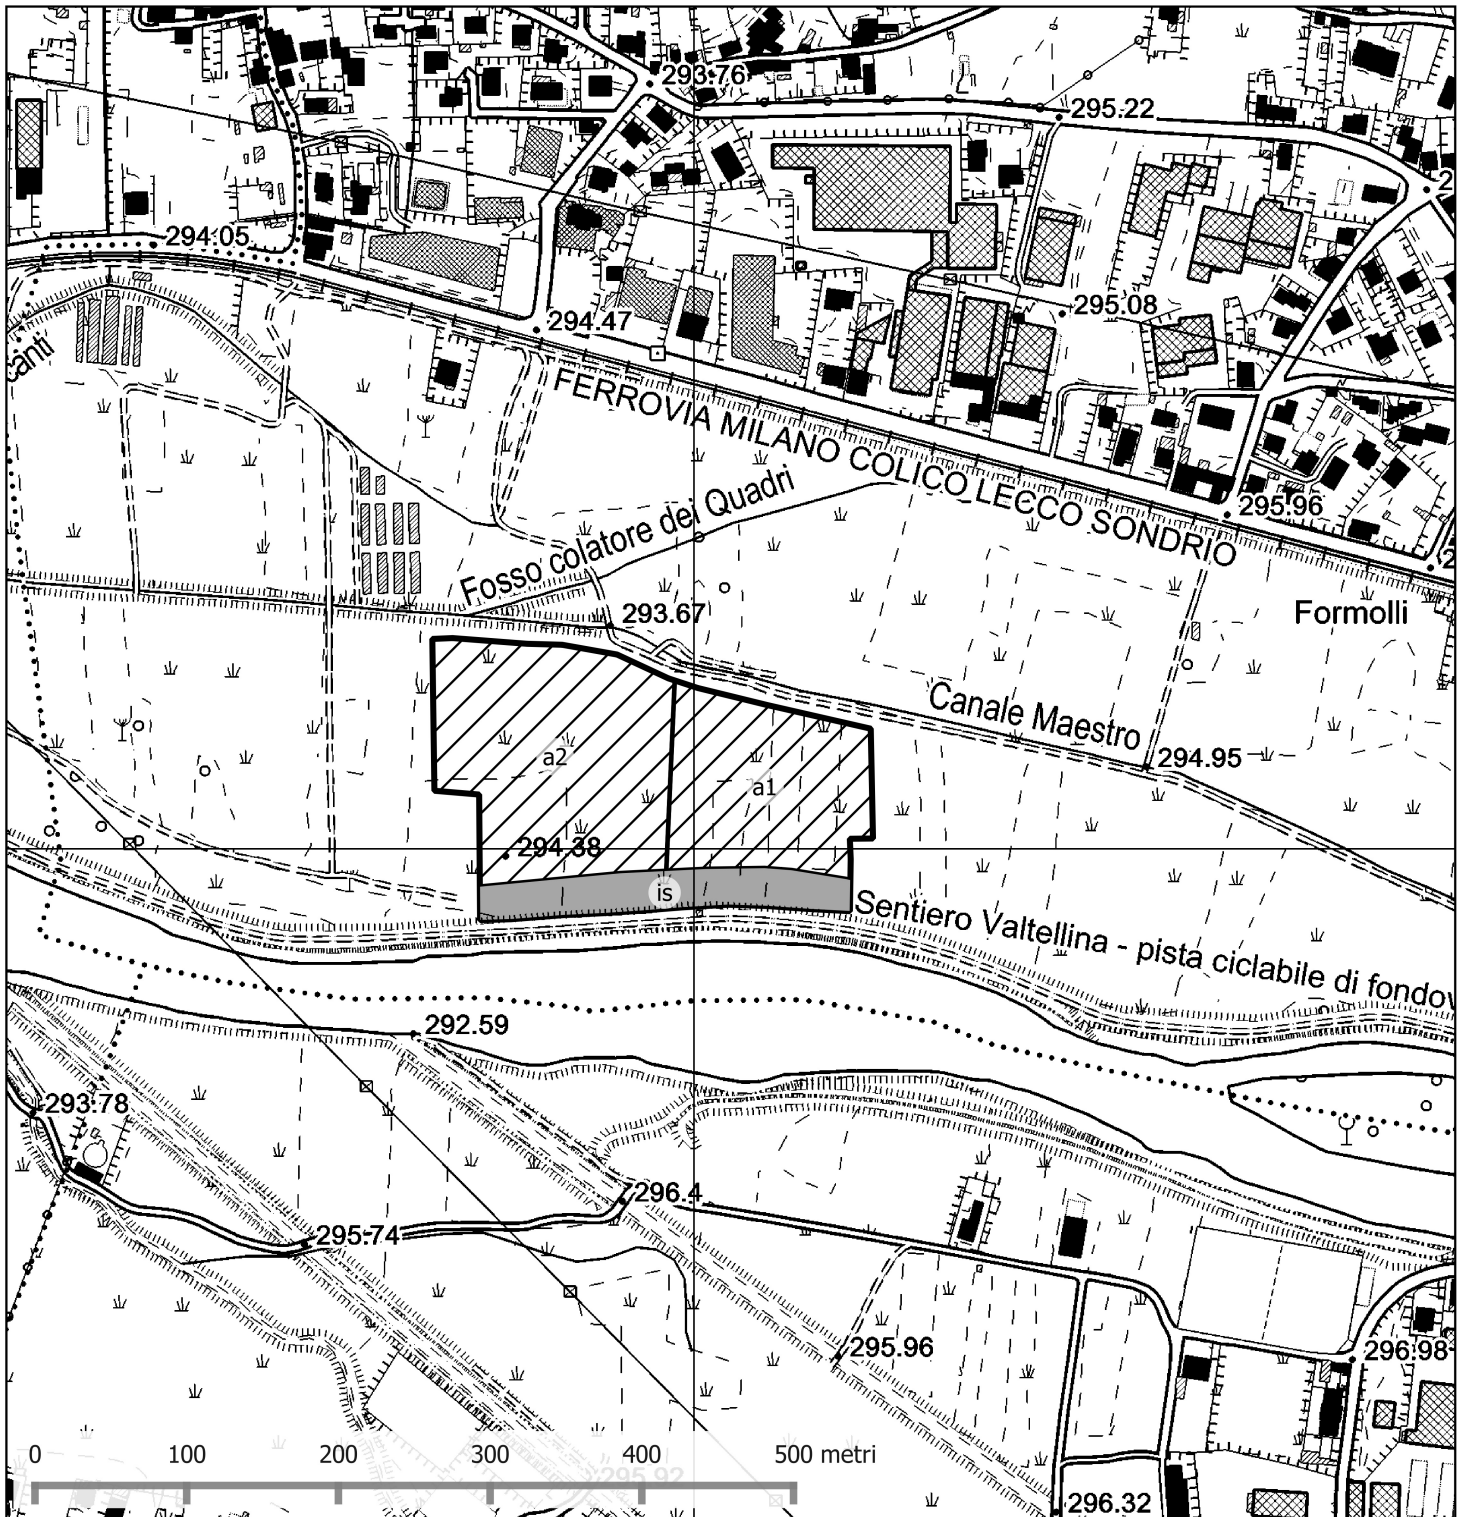 293.76
295.22
2
294.05
294.47
295.08
canti
FERROVIA MILANO COLICO LECCO SONDRIO
Fosso colatore dei Quadri
295.96
2
293.67
Formolli
Canale Maestro
a2
294.95
a1
294.38
is
Sentiero Valtellina - pista ciclabile di fondov
292.59
293.78
296.4
295.74
295.96
296.98
0 100 200 300 400 500 metri
295.92
296.32